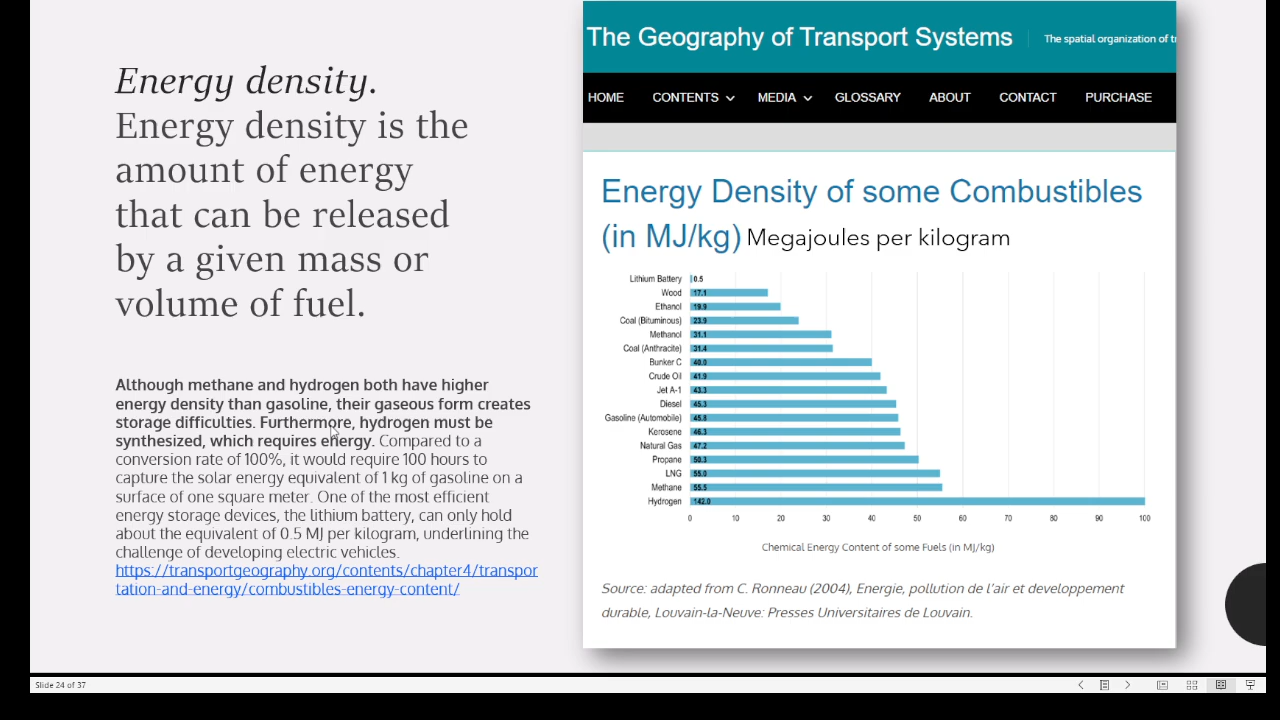 Energy density.
Energy density is the
amount of energy
that can be released
by a given mass or
volume of fuel.
Although methane and hydrogen both have higher
energy density than gasoline, their gaseous form creates
storage difficulties. Furthermore, hydrogen must be
synthesized, which requires energy. Compared to a
conversion rate of 100%, it would require 100 hours to
capture the solar energy equivalent of 1 kg of gasoline on a
surface of one square meter. One of the most efficient
energy storage devices, the lithium battery, can only hold
about the equivalent of 0.5 MJ per kilogram, underlining the
challenge of developing electric vehicles.
https://transportgeography.org/contents/chapter4/transpor
tation-and-energy/combustibles-energy-content/
The Geography of Transport Systems The spatial organization of t
HOME CONTENTS MEDIA GLOSSARY ABOUT CONTACT PURCHASE
Energy Density of some Combustibles
(in MJ/kg) Megajoules per kilogram
Lithium Battery 0.5
Wood 17.1
Ethanol 19.9
Coal (Bituminous) 23.9
Methanol 31.1
Coal (Anthracite) 31.4
Bunker C 40.0
Crude Oil 41.9
Jet A-1 43.3
Diesel 45.3
Gasoline (Automobile) 45.8
Kerosene 46.3
Natural Gas 47.2
Propane 50.3
LNG 55.0
Methane 55.5
Hydrogen 142.0
0 10 20 30 40 50 60 70 80 90 100
Chemical Energy Content of some Fuels (in MJ/kg)
Source: adapted from C. Ronneau (2004), Energie, pollution de l'air et developpement
durable, Louvain-la-Neuve: Presses Universitaires de Louvain.
Slide 24 of 37